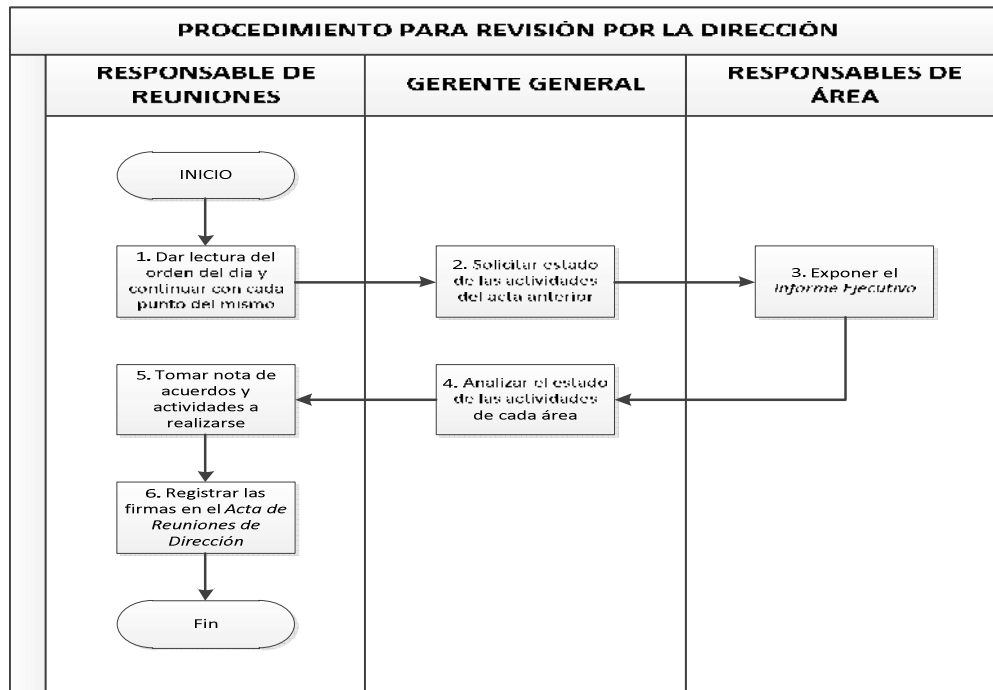 PROCEDIMIENTO PARA REVISIÓN POR LA DIRECCIÓN
RESPONSABLE DE
REUNIONES
GERENTE GENERAL
RESPONSABLES DE
ÁREA
INICIO
1. Dar lectura del
orden del dia y
continuar con cada
punto del mismo
2. Solicitar estado
de las actividades
del acta anterior
3. Exponer el
Informe Ejecutivo
5. Tomar nota de
acuerdos y
actividades a
realizarse
4. Analizar el estado
de las actividades
de cada área
6. Registrar las
firmas en el Acta de
Reuniones de
Dirección
Fin